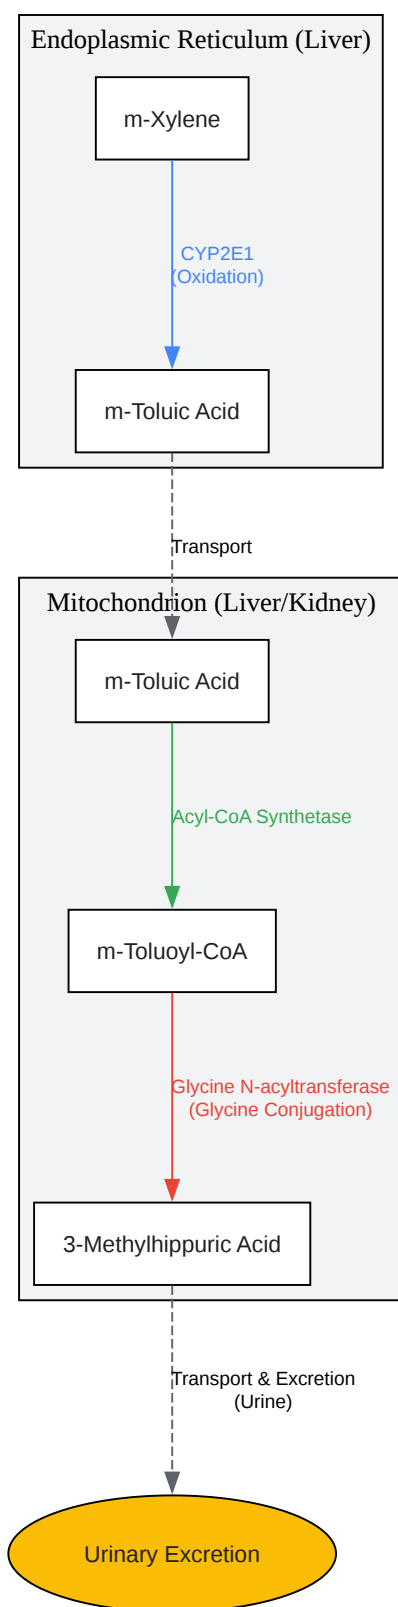 Endoplasmic Reticulum (Liver)
m-Xylene
CYP2E1
(Oxidation)
m-Toluic Acid
Transport
Mitochondrion (Liver/Kidney)
m-Toluic Acid
Acyl-CoA Synthetase
m-Toluoyl-CoA
Glycine N-acyltransferase
(Glycine Conjugation)
3-Methylhippuric Acid
Transport & Excretion
(Urine)
Urinary Excretion